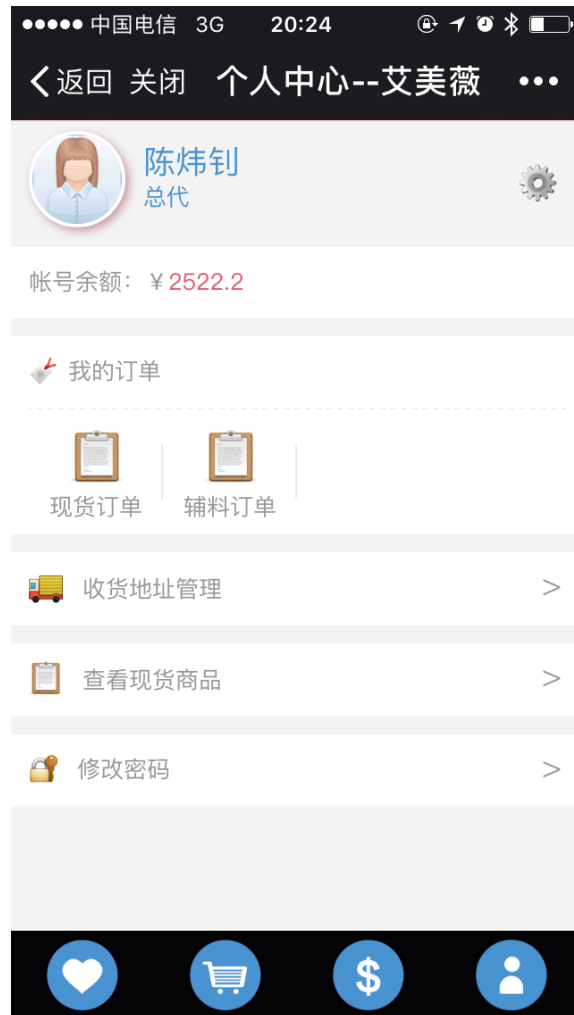 中国电信 3G 20:24
返回 关闭 个人中心--艾美薇
陈炜钊
总代
帐号余额：￥2522.2
我的订单
现货订单 辅料订单
收货地址管理 >
查看现货商品 >
修改密码 >
$